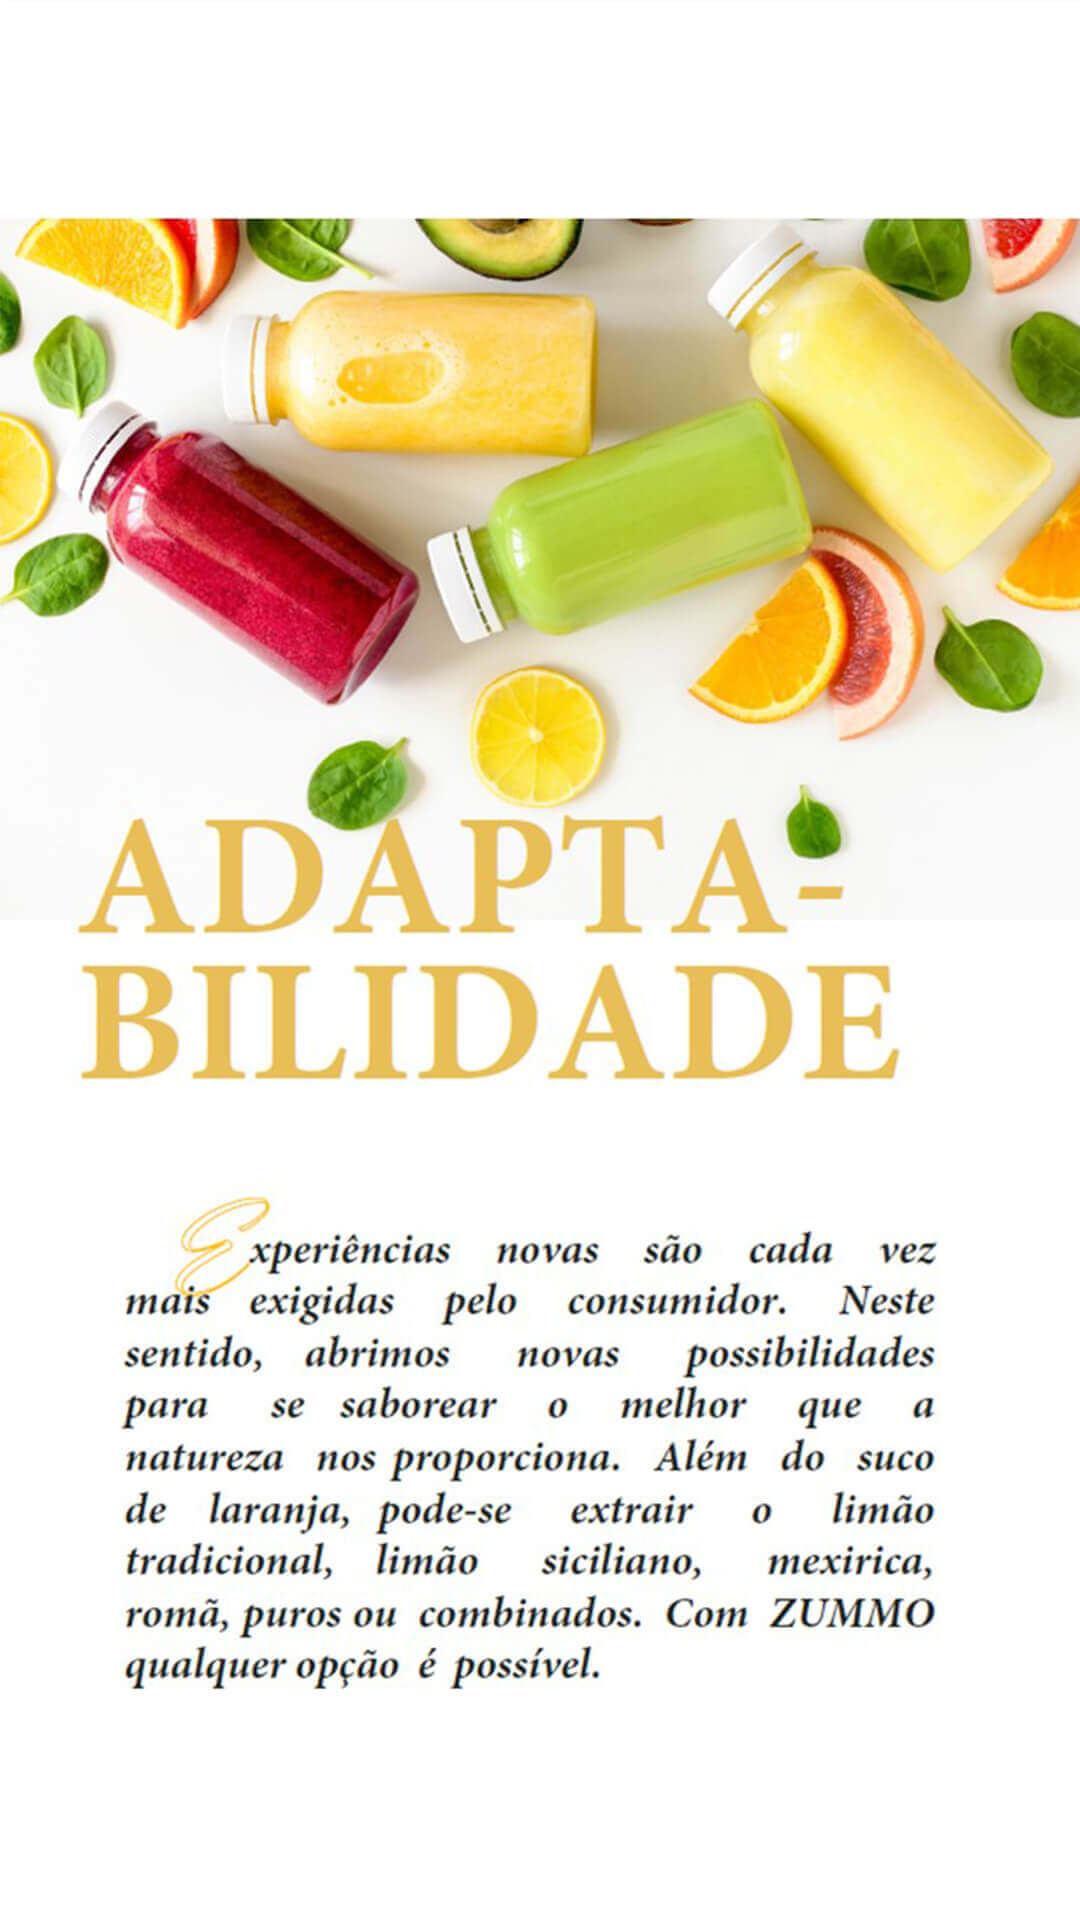 ADAPTA-
BILIDADE
Experiências novas são cada vez
mais exigidas pelo consumidor. Neste
sentido, abrimos novas possibilidades
para se saborear o melhor que a
natureza nos proporciona. Além do suco
de laranja, pode-se extrair o limão
tradicional, limão siciliano, mexirica,
romã, puros ou combinados. Com ZUMMO
qualquer opção é possível.